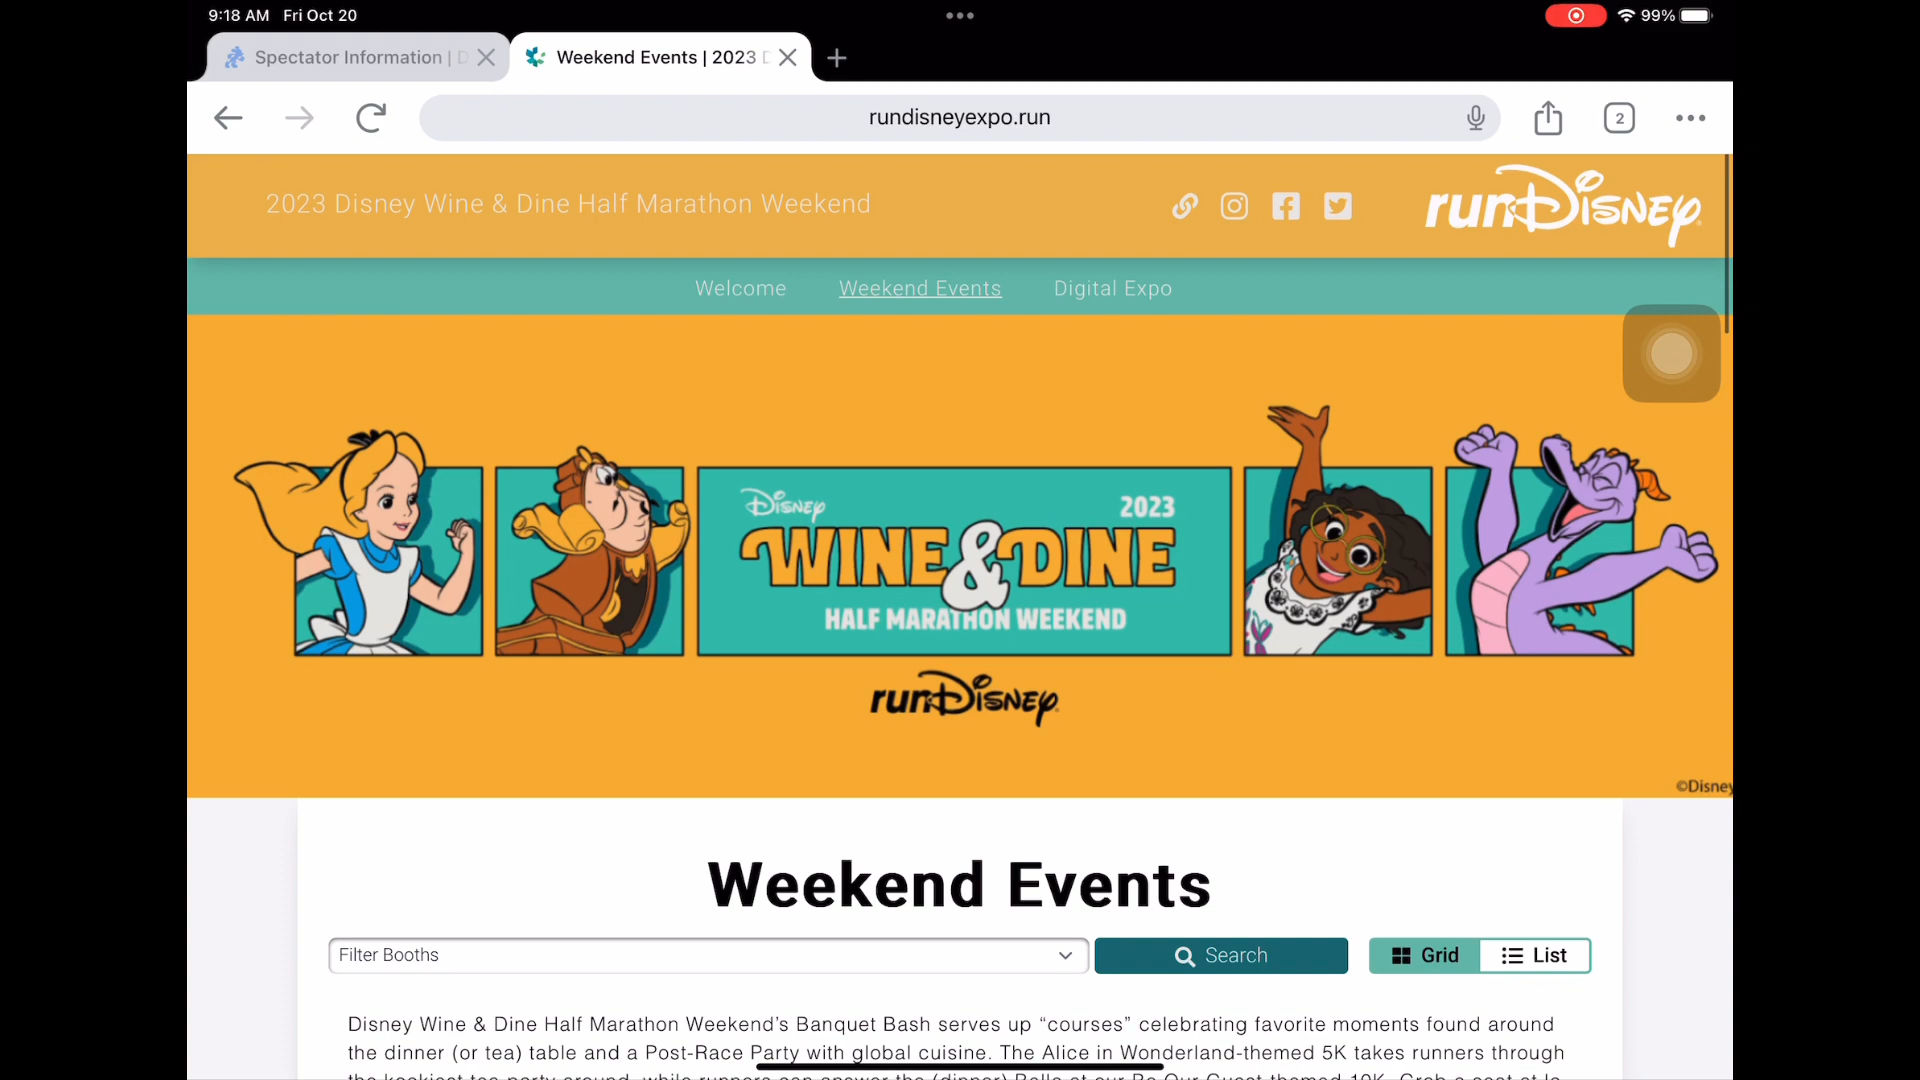 9:18 AM Fri Oct 20
99%
Spectator Information | D
Weekend Events | 2023 D
rundisneyexpo.run
2
2023 Disney Wine & Dine Half Marathon Weekend
runDisney
Welcome
Weekend Events
Digital Expo
Disney
2023
WINE & DINE
HALF MARATHON WEEKEND
runDisney
©Disney
Weekend Events
Filter Booths
Search
Grid
List
Disney Wine & Dine Half Marathon Weekend’s Banquet Bash serves up “courses” celebrating favorite moments found around
the dinner (or tea) table and a Post-Race Party with global cuisine. The Alice in Wonderland-themed 5K takes runners through